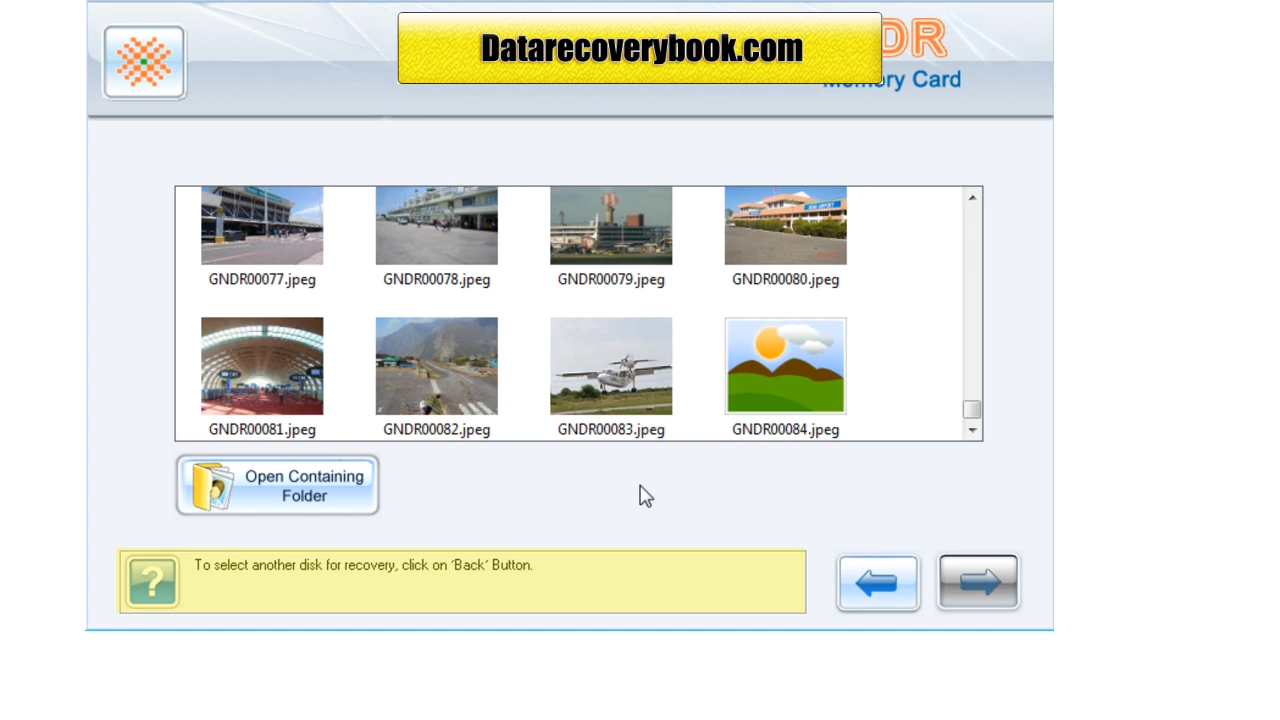 Datarecoverybook.com
DR
Memory Card
GNDR00077.jpeg
GNDR00078.jpeg
GNDR00079.jpeg
GNDR00080.jpeg
GNDR00081.jpeg
GNDR00082.jpeg
GNDR00083.jpeg
GNDR00084.jpeg
Open Containing
Folder
To select another disk for recovery, click on 'Back' Button.